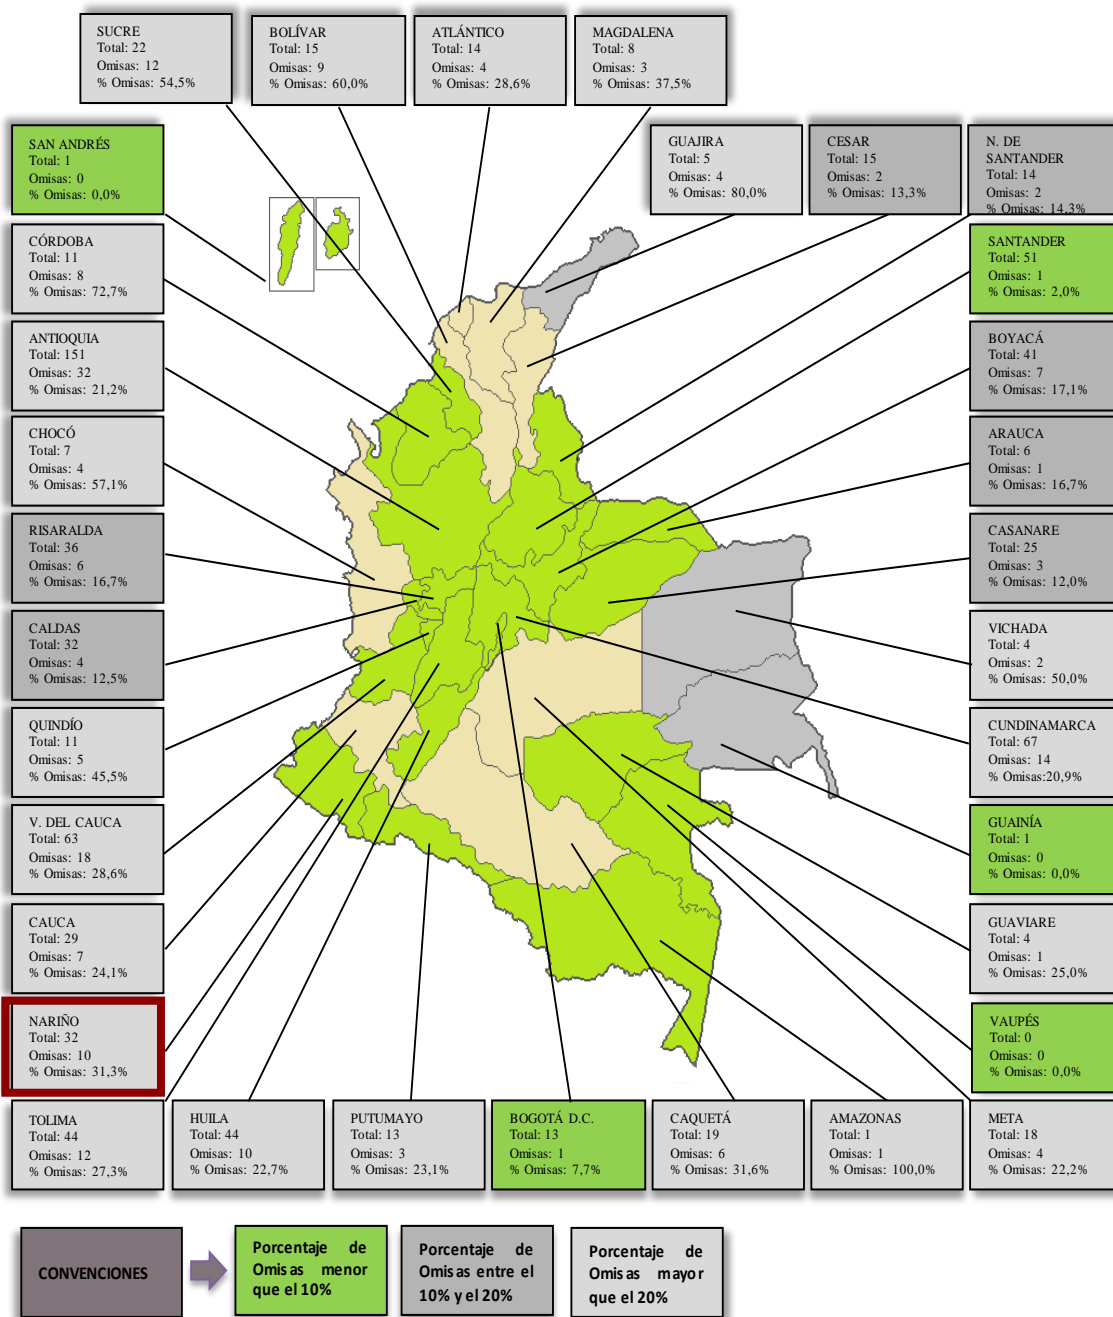 SUCRE
Total: 22
Omisas: 12
% Omisas: 54,5%
BOLÍVAR
Total: 15
Omisas: 9
% Omisas: 60,0%
ATLÁNTICO
Total: 14
Omisas: 4
% Omisas: 28,6%
MAGDALENA
Total: 8
Omisas: 3
% Omisas: 37,5%
SAN ANDRÉS
Total: 1
Omisas: 0
% Omisas: 0,0%
GUAJIRA
Total: 5
Omisas: 4
% Omisas: 80,0%
CESAR
Total: 15
Omisas: 2
% Omisas: 13,3%
N. DE
SANTANDER
Total: 14
Omisas: 2
% Omisas: 14,3%
CÓRDOBA
Total: 11
Omisas: 8
% Omisas: 72,7%
SANTANDER
Total: 51
Omisas: 1
% Omisas: 2,0%
ANTIOQUIA
Total: 151
Omisas: 32
% Omisas: 21,2%
BOYACÁ
Total: 41
Omisas: 7
% Omisas: 17,1%
CHOCÓ
Total: 7
Omisas: 4
% Omisas: 57,1%
ARAUCA
Total: 6
Omisas: 1
% Omisas: 16,7%
RISARALDA
Total: 36
Omisas: 6
% Omisas: 16,7%
CASANARE
Total: 25
Omisas: 3
% Omisas: 12,0%
CALDAS
Total: 32
Omisas: 4
% Omisas: 12,5%
VICHADA
Total: 4
Omisas: 2
% Omisas: 50,0%
QUINDÍO
Total: 11
Omisas: 5
% Omisas: 45,5%
CUNDINAMARCA
Total: 67
Omisas: 14
% Omisas:20,9%
V. DEL CAUCA
Total: 63
Omisas: 18
% Omisas: 28,6%
GUAINÍA
Total: 1
Omisas: 0
% Omisas: 0,0%
CAUCA
Total: 29
Omisas: 7
% Omisas: 24,1%
GUAVIARE
Total: 4
Omisas: 1
% Omisas: 25,0%
NARIÑO
Total: 32
Omisas: 10
% Omisas: 31,3%
VAUPÉS
Total: 0
Omisas: 0
% Omisas: 0,0%
TOLIMA
Total: 44
Omisas: 12
% Omisas: 27,3%
HUILA
Total: 44
Omisas: 10
% Omisas: 22,7%
PUTUMAYO
Total: 13
Omisas: 3
% Omisas: 23,1%
BOGOTÁ D.C.
Total: 13
Omisas: 1
% Omisas: 7,7%
CAQUETÁ
Total: 19
Omisas: 6
% Omisas: 31,6%
AMAZONAS
Total: 1
Omisas: 1
% Omisas: 100,0%
META
Total: 18
Omisas: 4
% Omisas: 22,2%
CONVENCIONES
Porcentaje de
Omisas menor
que el 10%
Porcentaje de
Omisas entre el
10% y el 20%
Porcentaje de
Omisas mayor
que el 20%